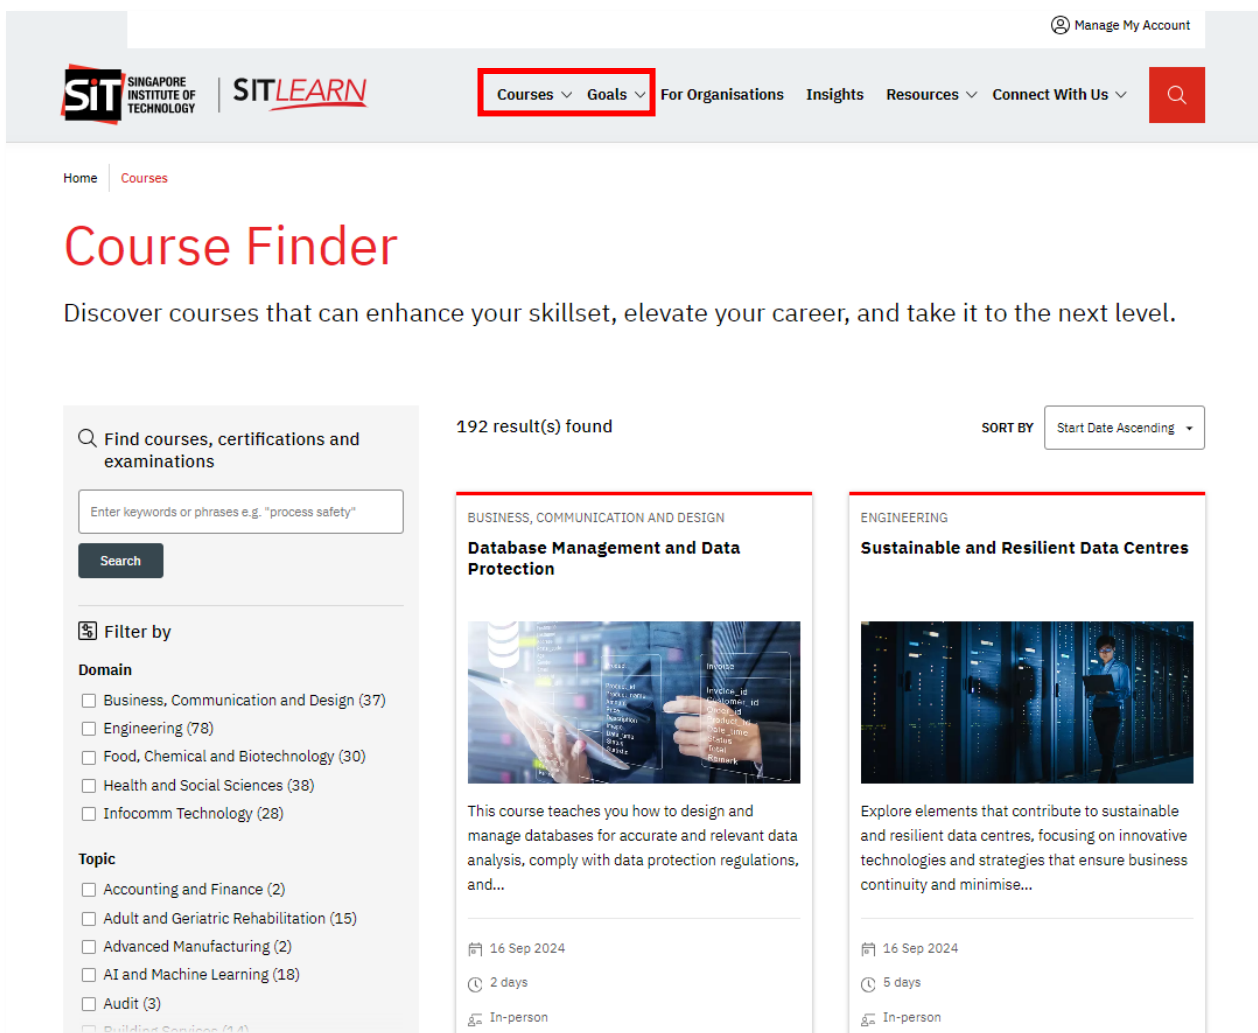 Manage My Account
SiT SINGAPORE INSTITUTE OF TECHNOLOGY
SITLEARN
Courses Goals For Organisations Insights Resources Connect With Us
Home Courses
Course Finder
Discover courses that can enhance your skillset, elevate your career, and take it to the next level.
Find courses, certifications and
examinations
Enter keywords or phrases e.g. "process safety"
Search
Filter by
Domain
Business, Communication and Design (37)
Engineering (78)
Food, Chemical and Biotechnology (30)
Health and Social Sciences (38)
Infocomm Technology (28)
Topic
Accounting and Finance (2)
Adult and Geriatric Rehabilitation (15)
Advanced Manufacturing (2)
AI and Machine Learning (18)
Audit (3)
Building Services (14)
192 result(s) found
SORT BY Start Date Ascending
BUSINESS, COMMUNICATION AND DESIGN
Database Management and Data
Protection
Invoice
Invoice_id
Customer_id
Product_id
Status
Total
This course teaches you how to design and
manage databases for accurate and relevant data
analysis, comply with data protection regulations,
and...
16 Sep 2024
2 days
In-person
ENGINEERING
Sustainable and Resilient Data Centres
Explore elements that contribute to sustainable
and resilient data centres, focusing on innovative
technologies and strategies that ensure business
continuity and minimise...
16 Sep 2024
5 days
In-person